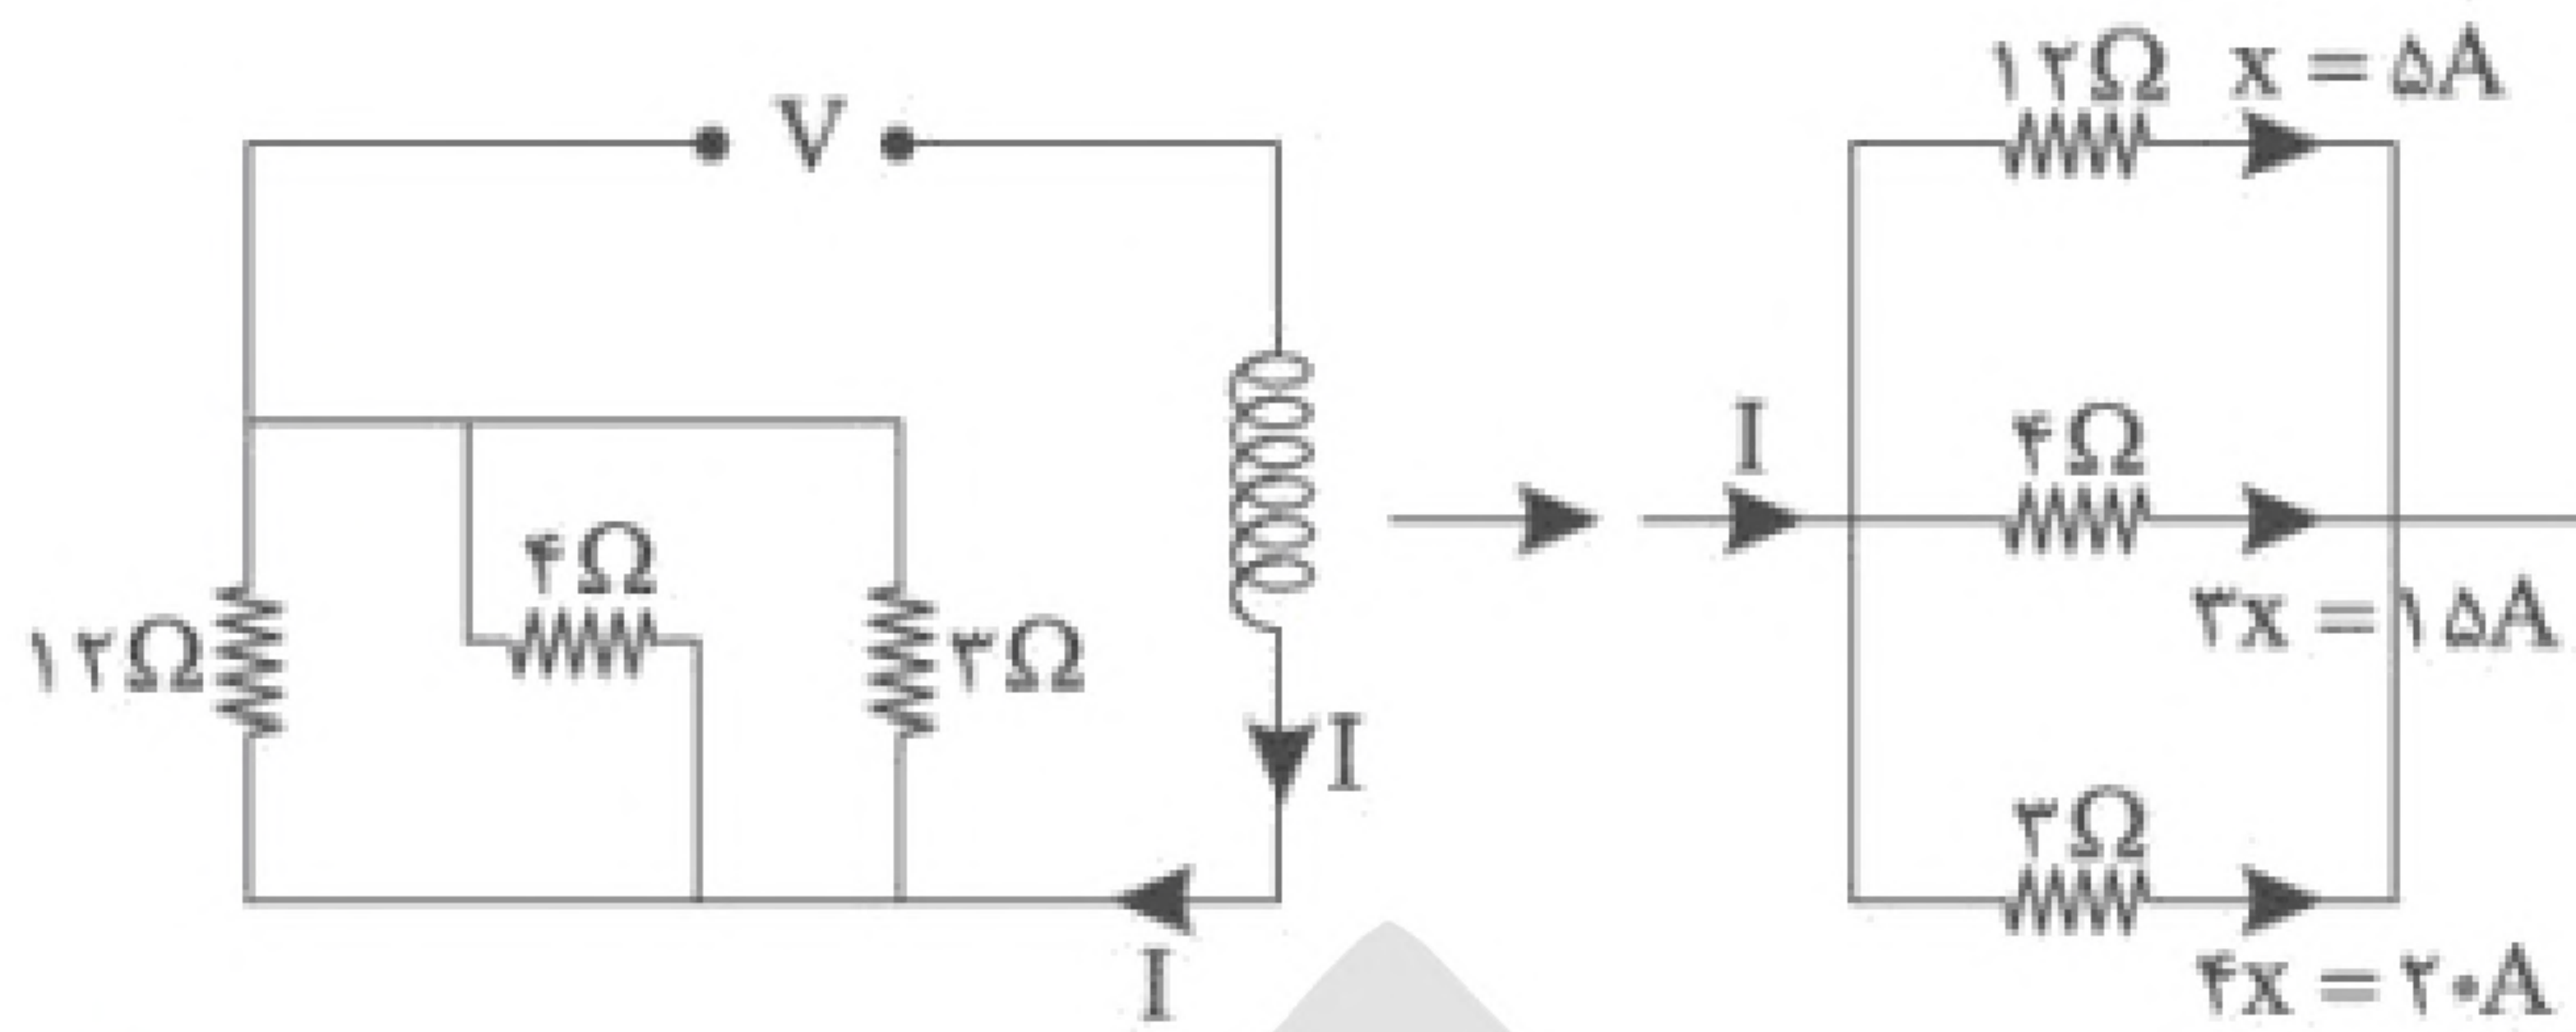 V
۱۲Ω
۴Ω
۳Ω
I
I
I
۱۲Ω x = ۵A
۴Ω
۳x = ۱۵A
۳Ω
۴x = ۲۰A